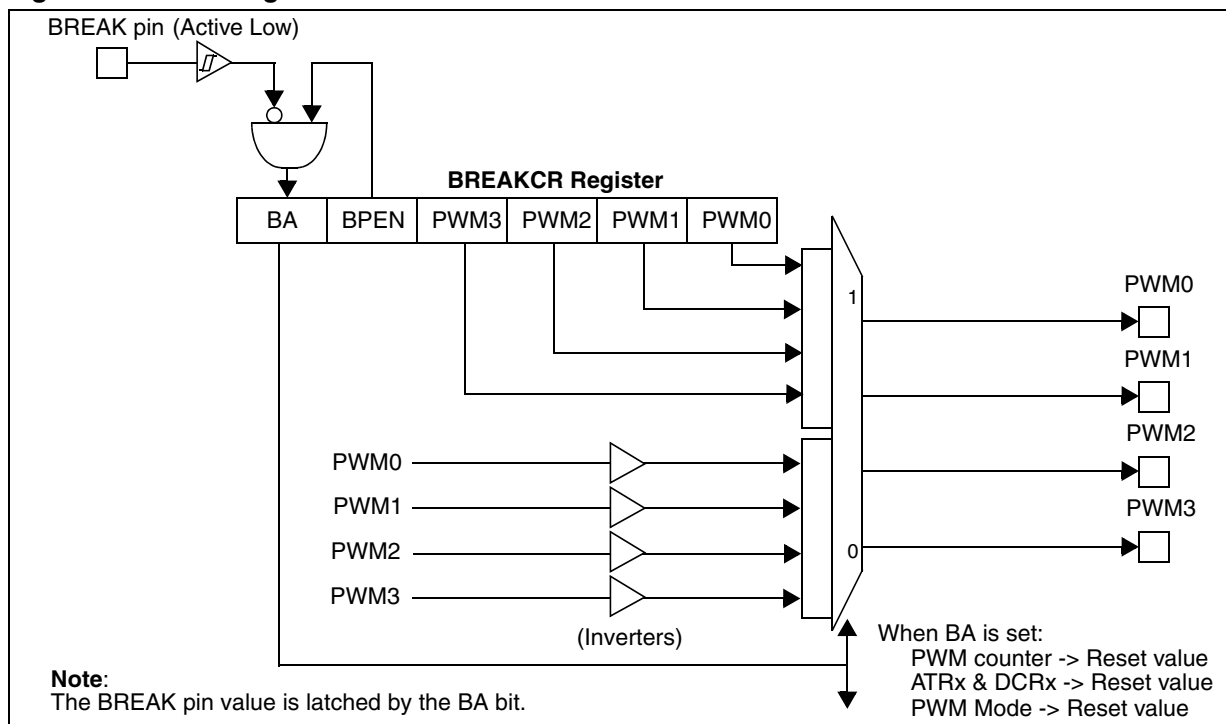 BREAK pin (Active Low)
BREAKCR Register
BA BPEN PWM3 PWM2 PWM1 PWM0
1
PWM0
PWM1
PWM2
PWM3
PWM0
PWM1
PWM2
PWM3
0
(Inverters)
When BA is set:
PWM counter -> Reset value
ATRx & DCRx -> Reset value
PWM Mode -> Reset value
Note:
The BREAK pin value is latched by the BA bit.